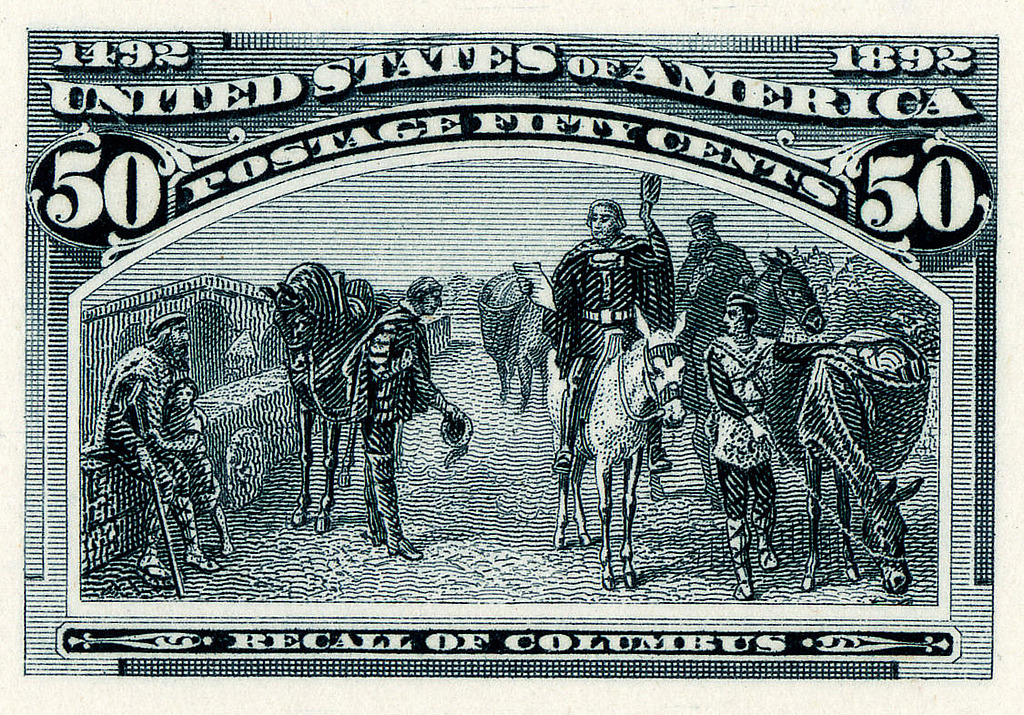 1492 1892
UNITED STATES OF AMERICA
POSTAGE FIFTY CENTS
50 50
RECALL OF COLUMBUS